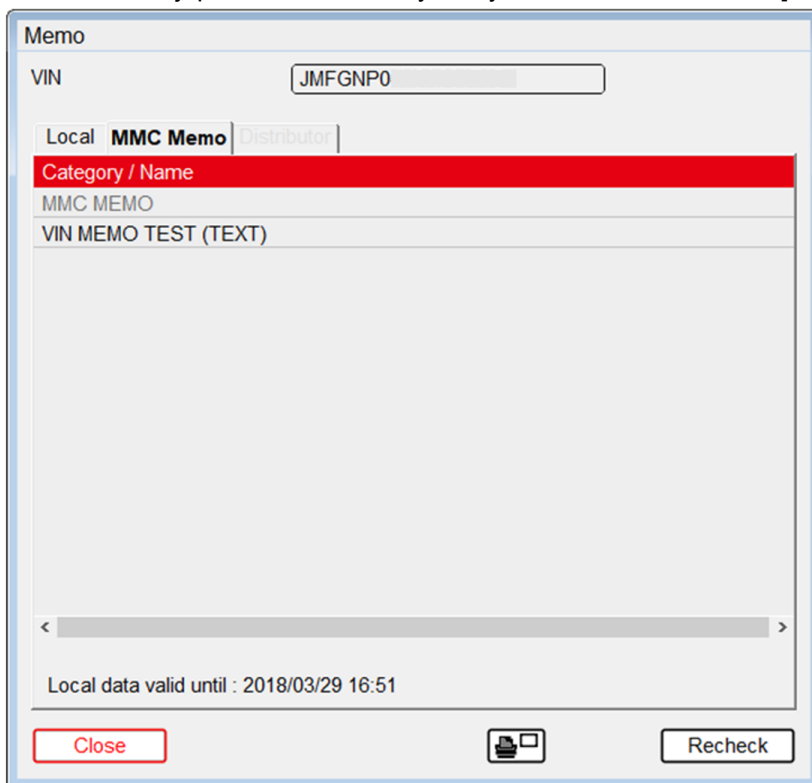 Memo
VIN JMFGNP0
Local MMC Memo Distributor
Category / Name
MMC MEMO
VIN MEMO TEST (TEXT)
Local data valid until : 2018/03/29 16:51
Close Recheck